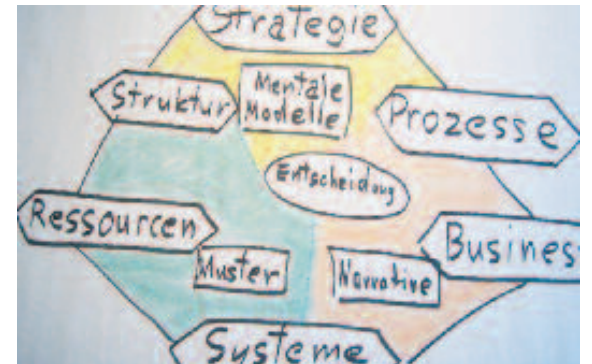 Strategie
Struktur
Mentale
Modelle
Prozesse
Entscheidung
Ressourcen
Busines
Muster
Narrative
Systeme